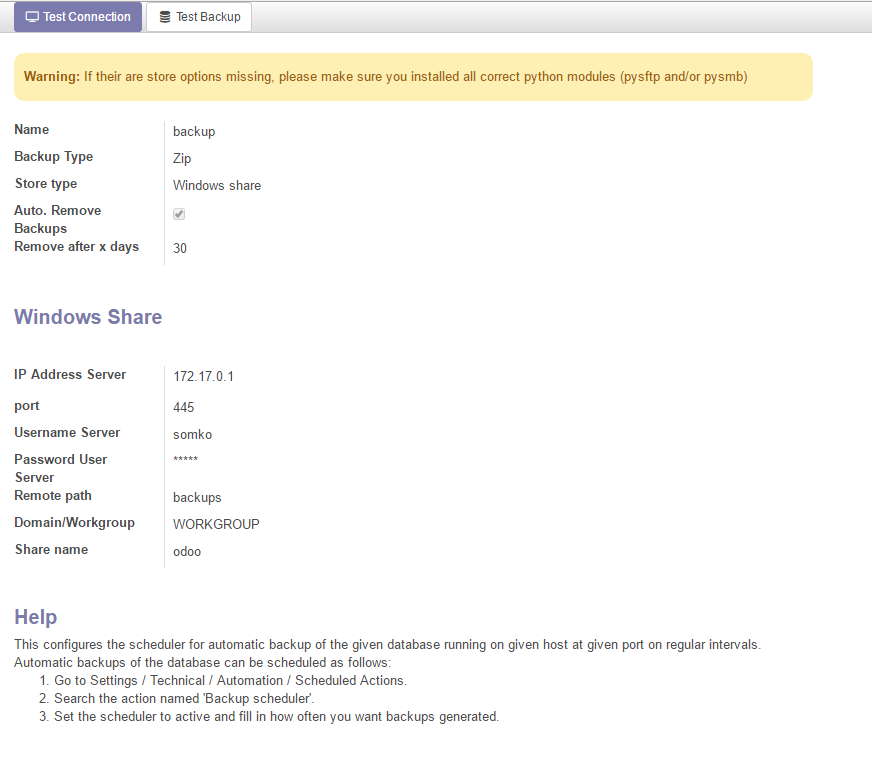 Test Connection Test Backup
Warning: If their are store options missing, please make sure you installed all correct python modules (pysftp and/or pysmb)
Name backup
Backup Type Zip
Store type Windows share
Auto. Remove
Backups
Remove after x days 30
Windows Share
IP Address Server 172.17.0.1
port 445
Username Server somko
Password User *****
Server
Remote path backups
Domain/Workgroup WORKGROUP
Share name odoo
Help
This configures the scheduler for automatic backup of the given database running on given host at given port on regular intervals.
Automatic backups of the database can be scheduled as follows:
1. Go to Settings / Technical / Automation / Scheduled Actions.
2. Search the action named 'Backup scheduler'.
3. Set the scheduler to active and fill in how often you want backups generated.